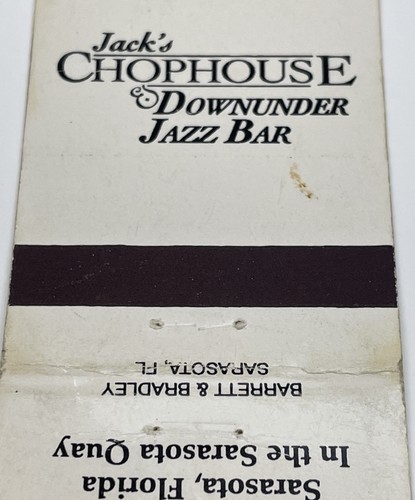 Jack's
CHOPHOUSE
& DOWNUNDER
JAZZ BAR
BARRETT & BRADLEY
SARASOTA, FL
In the Sarasota Quay
Sarasota, Florida